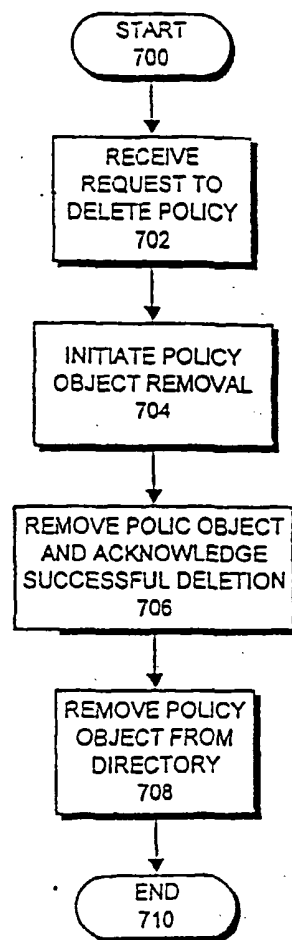 START
700
RECEIVE
REQUEST TO
DELETE POLICY
702
INITIATE POLICY
OBJECT REMOVAL
704
REMOVE POLIC OBJECT
AND ACKNOWLEDGE
SUCCESSFUL DELETION
706
REMOVE POLICY
OBJECT FROM
DIRECTORY
708
END
710